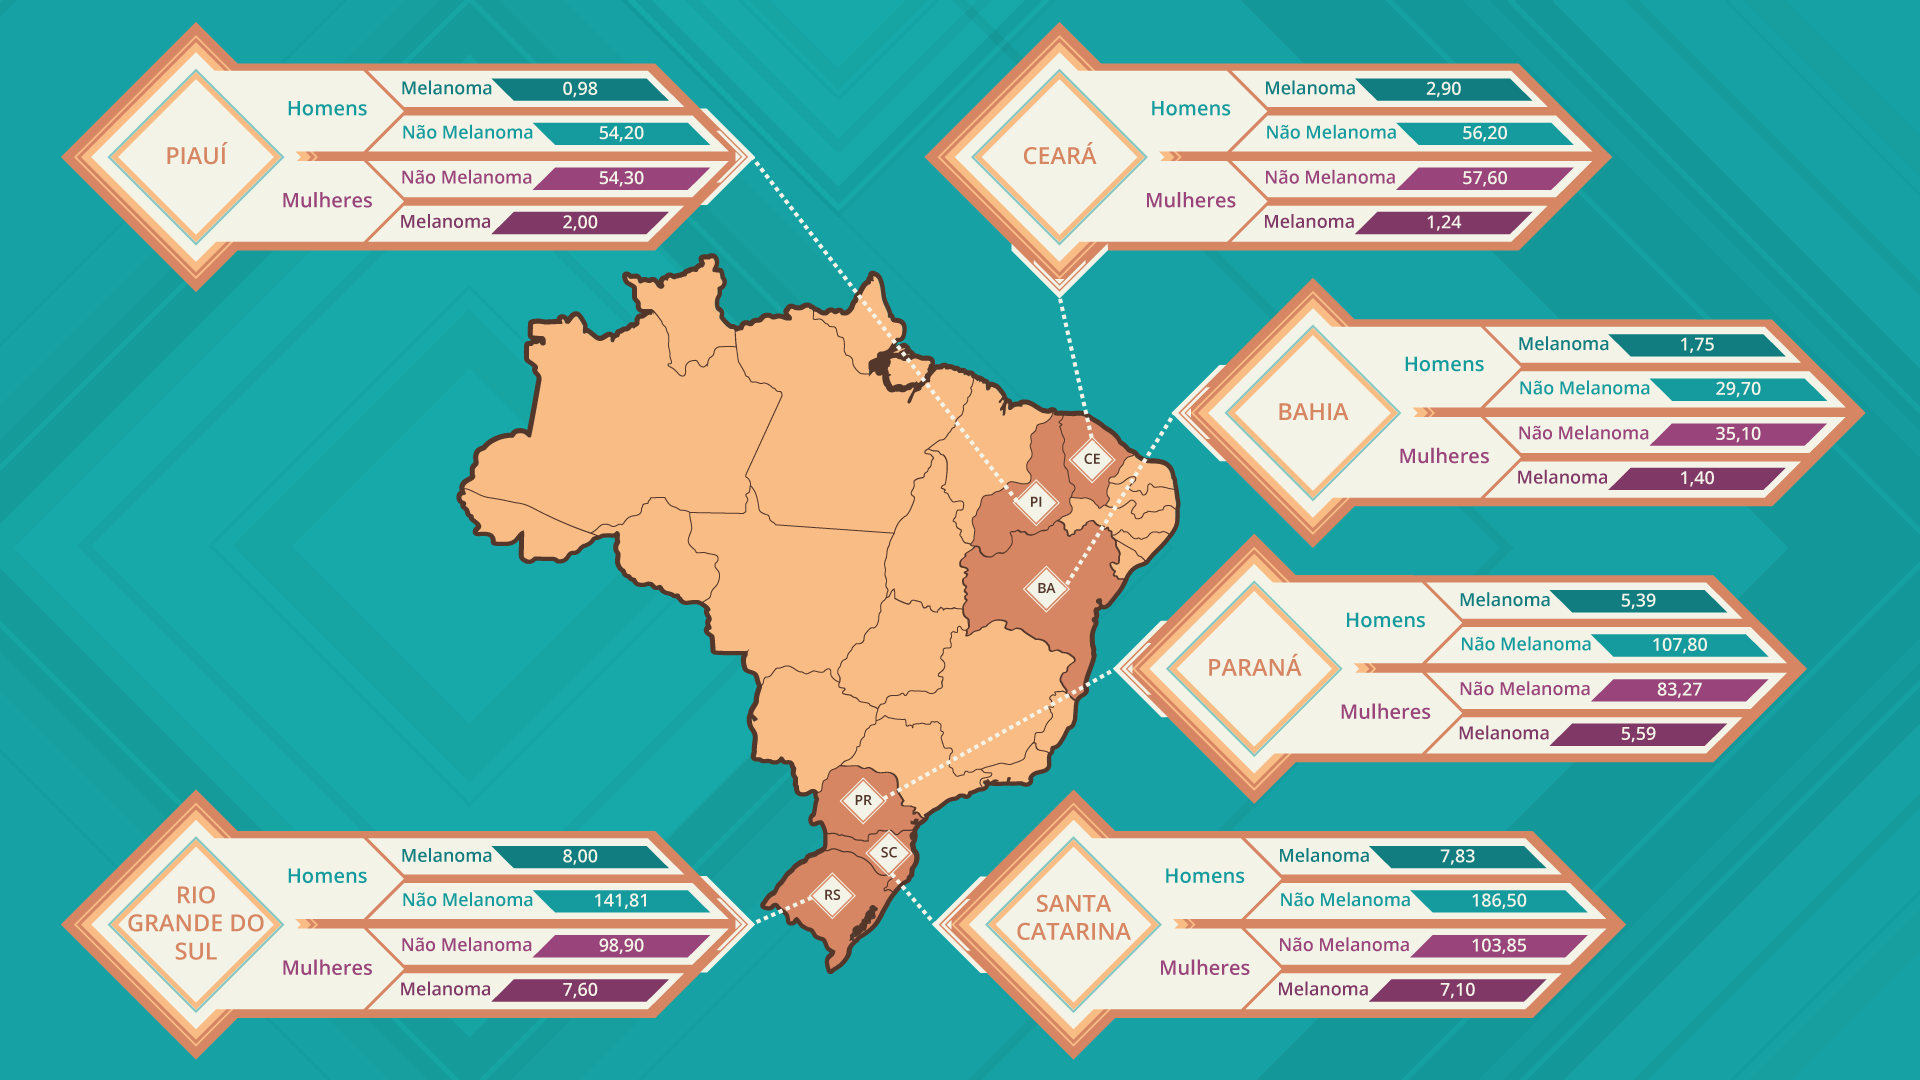 PIAUÍ
Homens
Melanoma 0,98
Não Melanoma 54,20
Mulheres
Não Melanoma 54,30
Melanoma 2,00
CEARÁ
Homens
Melanoma 2,90
Não Melanoma 56,20
Mulheres
Não Melanoma 57,60
Melanoma 1,24
BAHIA
Homens
Melanoma 1,75
Não Melanoma 29,70
Mulheres
Não Melanoma 35,10
Melanoma 1,40
PARANÁ
Homens
Melanoma 5,39
Não Melanoma 107,80
Mulheres
Não Melanoma 83,27
Melanoma 5,59
CE
PI
BA
PR
SC
RS
RIO
GRANDE DO
SUL
Homens
Melanoma 8,00
Não Melanoma 141,81
Mulheres
Não Melanoma 98,90
Melanoma 7,60
SANTA
CATARINA
Homens
Melanoma 7,83
Não Melanoma 186,50
Mulheres
Não Melanoma 103,85
Melanoma 7,10